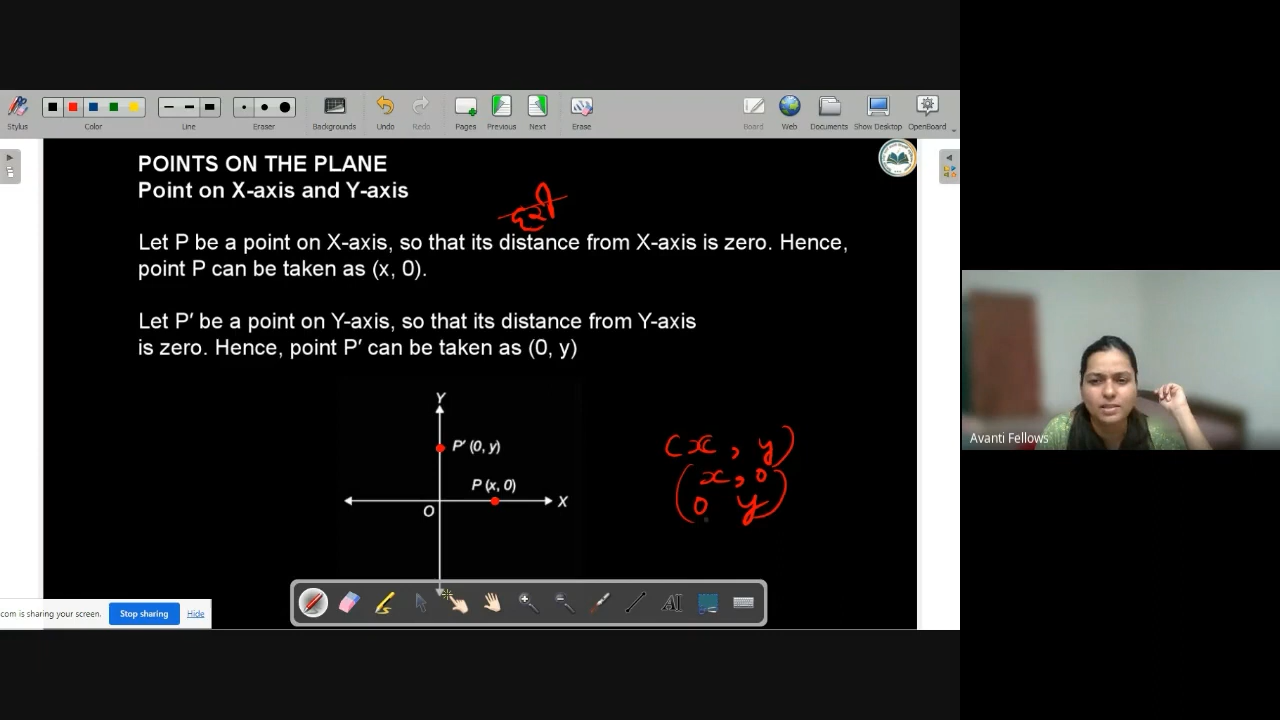 Stylus Color Line Eraser Backgrounds Undo Redo Pages Previous Next Erase Board Web Documents Show Desktop OpenBoard
POINTS ON THE PLANE
Point on X-axis and Y-axis
दूरी
Let P be a point on X-axis, so that its distance from X-axis is zero. Hence,
point P can be taken as (x, 0).
Let P′ be a point on Y-axis, so that its distance from Y-axis
is zero. Hence, point P′ can be taken as (0, y)
Y
P′ (0, y)
P (x, 0)
X
O
(x, y)
(x, 0
0 y)
Avanti Fellows
com is sharing your screen. Stop sharing Hide
AI